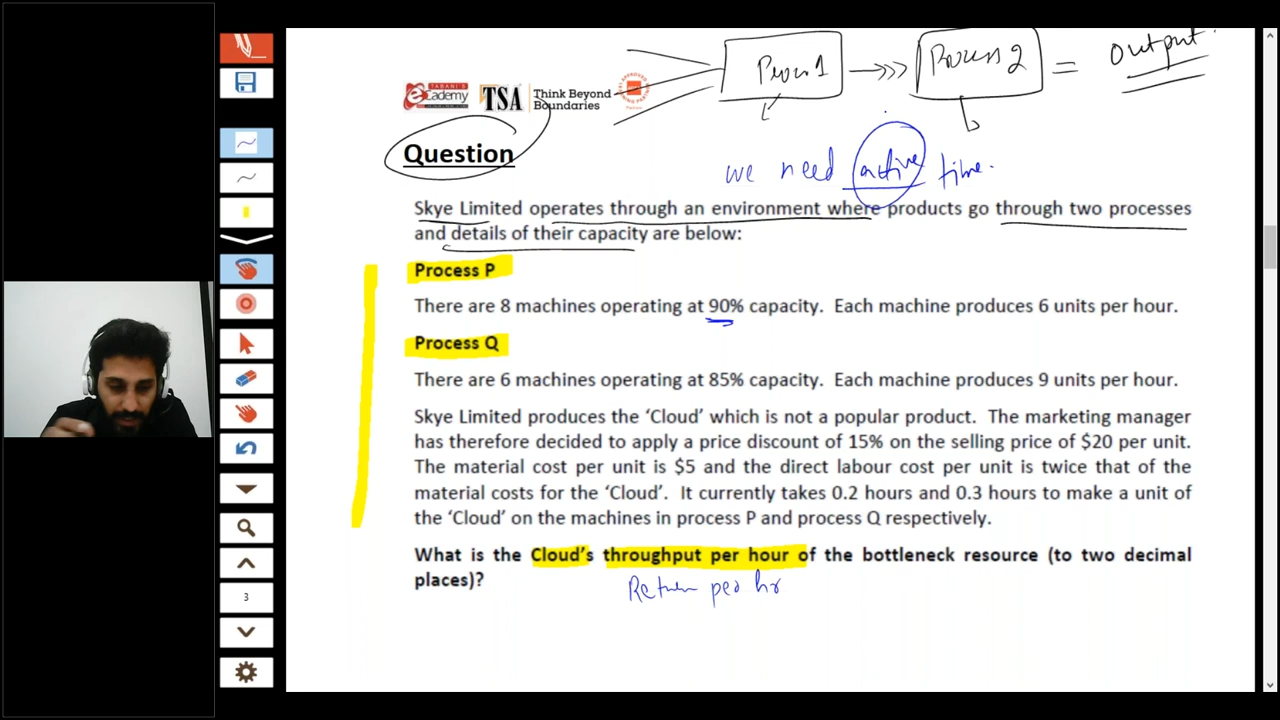 Process 1
Process 2
=
output
TABANI'S
eCademy
TSA
Think Beyond
Boundaries
Question
we need active time.
Skye Limited operates through an environment where products go through two processes
and details of their capacity are below:
Process P
There are 8 machines operating at 90% capacity. Each machine produces 6 units per hour.
Process Q
There are 6 machines operating at 85% capacity. Each machine produces 9 units per hour.
Skye Limited produces the ‘Cloud’ which is not a popular product. The marketing manager
has therefore decided to apply a price discount of 15% on the selling price of $20 per unit.
The material cost per unit is $5 and the direct labour cost per unit is twice that of the
material costs for the ‘Cloud’. It currently takes 0.2 hours and 0.3 hours to make a unit of
the ‘Cloud’ on the machines in process P and process Q respectively.
What is the Cloud’s throughput per hour of the bottleneck resource (to two decimal
places)?
Return per hr
3